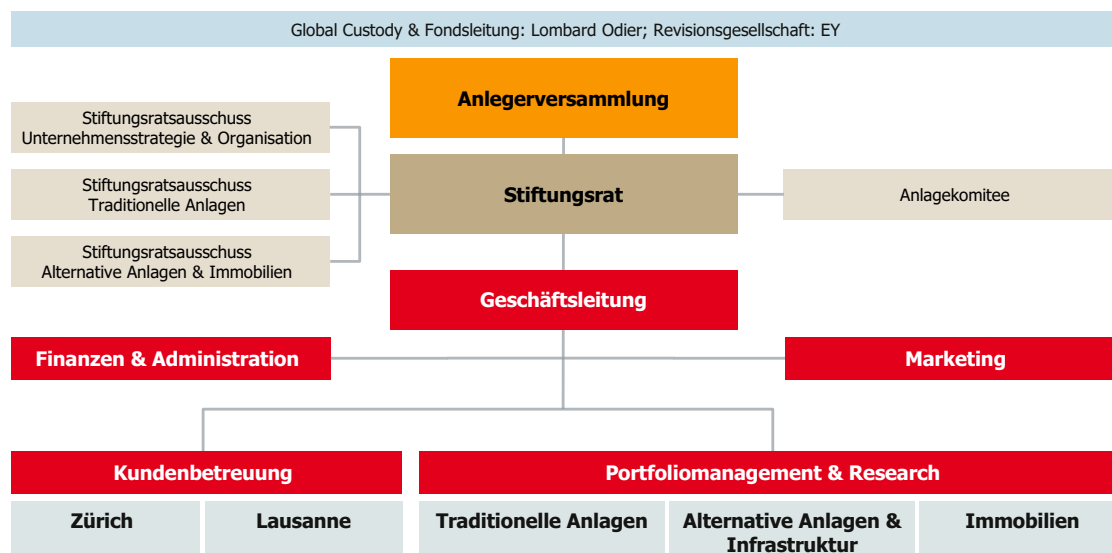 Global Custody & Fondsleitung: Lombard Odier; Revisionsgesellschaft: EY
Anlegerversammlung
Stiftungsratsausschuss
Unternehmensstrategie & Organisation
Stiftungsratsausschuss
Traditionelle Anlagen
Stiftungsrat
Anlagekomitee
Stiftungsratsausschuss
Alternative Anlagen & Immobilien
Geschäftsleitung
Finanzen & Administration
Marketing
Kundenbetreuung
Portfoliomanagement & Research
Zürich
Lausanne
Traditionelle Anlagen
Alternative Anlagen &
Infrastruktur
Immobilien